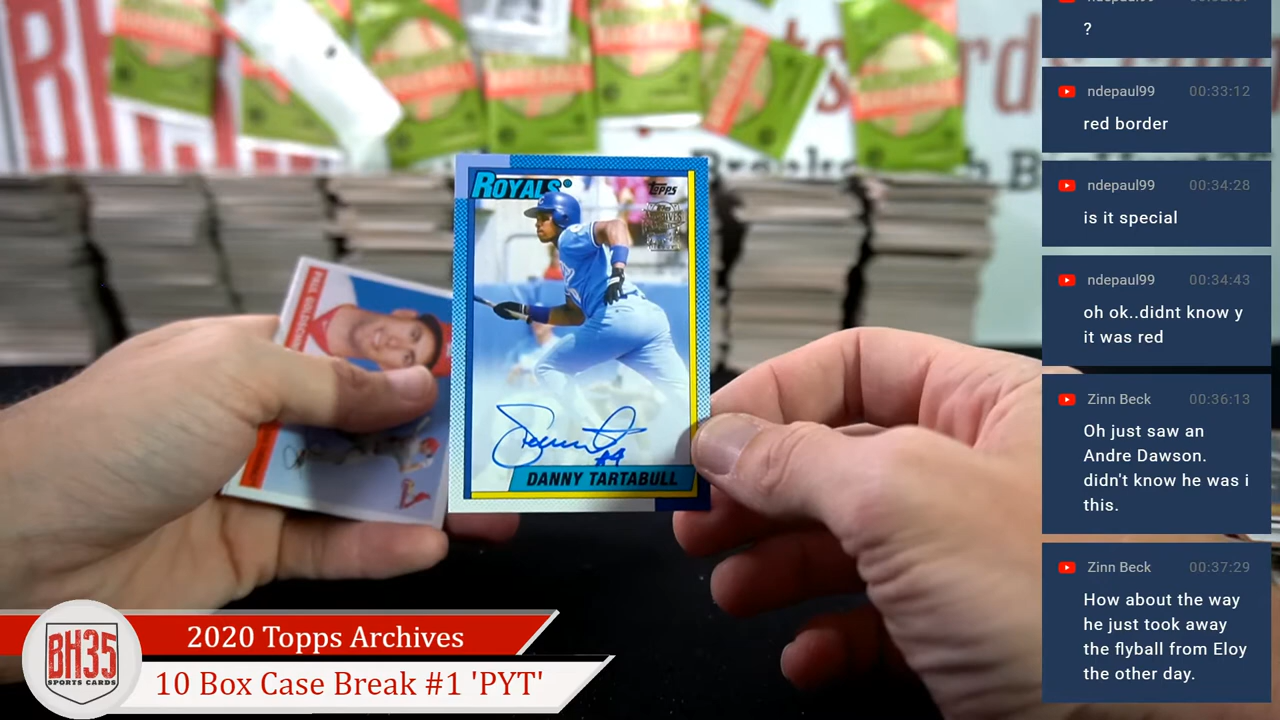 ROYALS
Topps
DANNY TARTABULL
BH35
SPORTS CARDS
2020 Topps Archives
10 Box Case Break #1 'PYT'
?
ndepaul99 00:33:12
red border
ndepaul99 00:34:28
is it special
ndepaul99 00:34:43
oh ok..didnt know y
it was red
Zinn Beck 00:36:13
Oh just saw an
Andre Dawson.
didn't know he was i
this.
Zinn Beck 00:37:29
How about the way
he just took away
the flyball from Eloy
the other day.